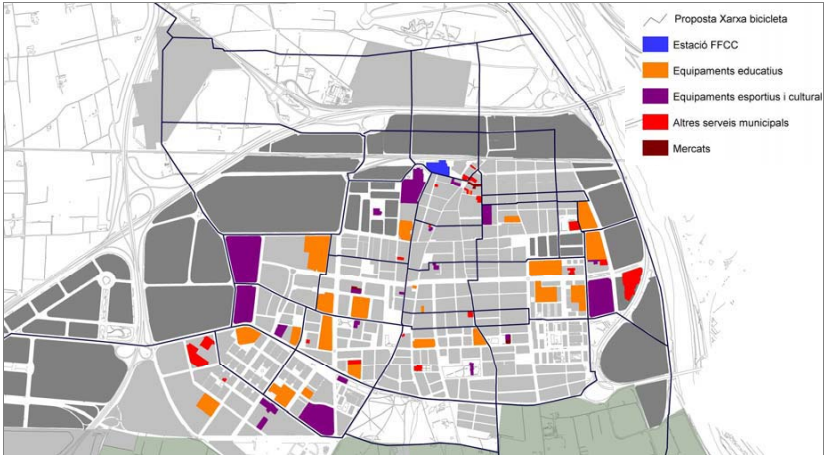 Proposta Xarxa bicicleta
Estació FFCC
Equipaments educatius
Equipaments esportius i cultural
Altres serveis municipals
Mercats